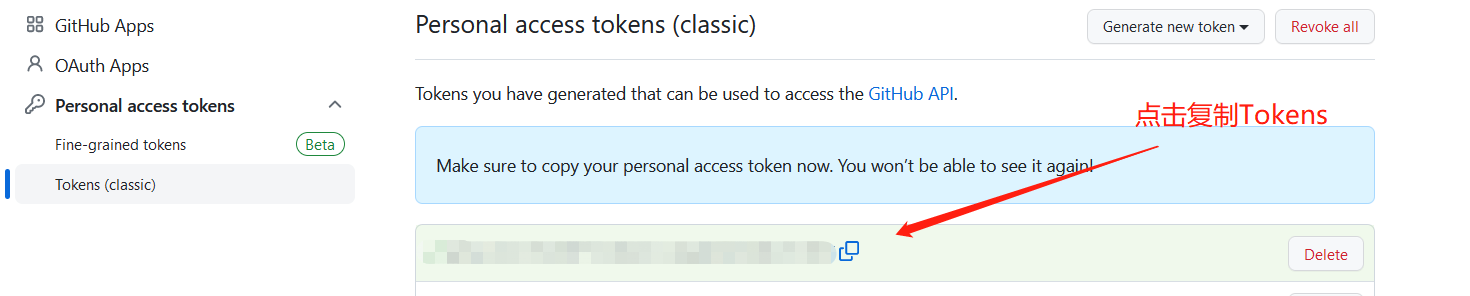 GitHub Apps
OAuth Apps
Personal access tokens
Fine-grained tokens Beta
Tokens (classic)
Personal access tokens (classic)
Generate new token
Revoke all
Tokens you have generated that can be used to access the GitHub API.
点击复制Tokens
Make sure to copy your personal access token now. You won’t be able to see it again!
Delete